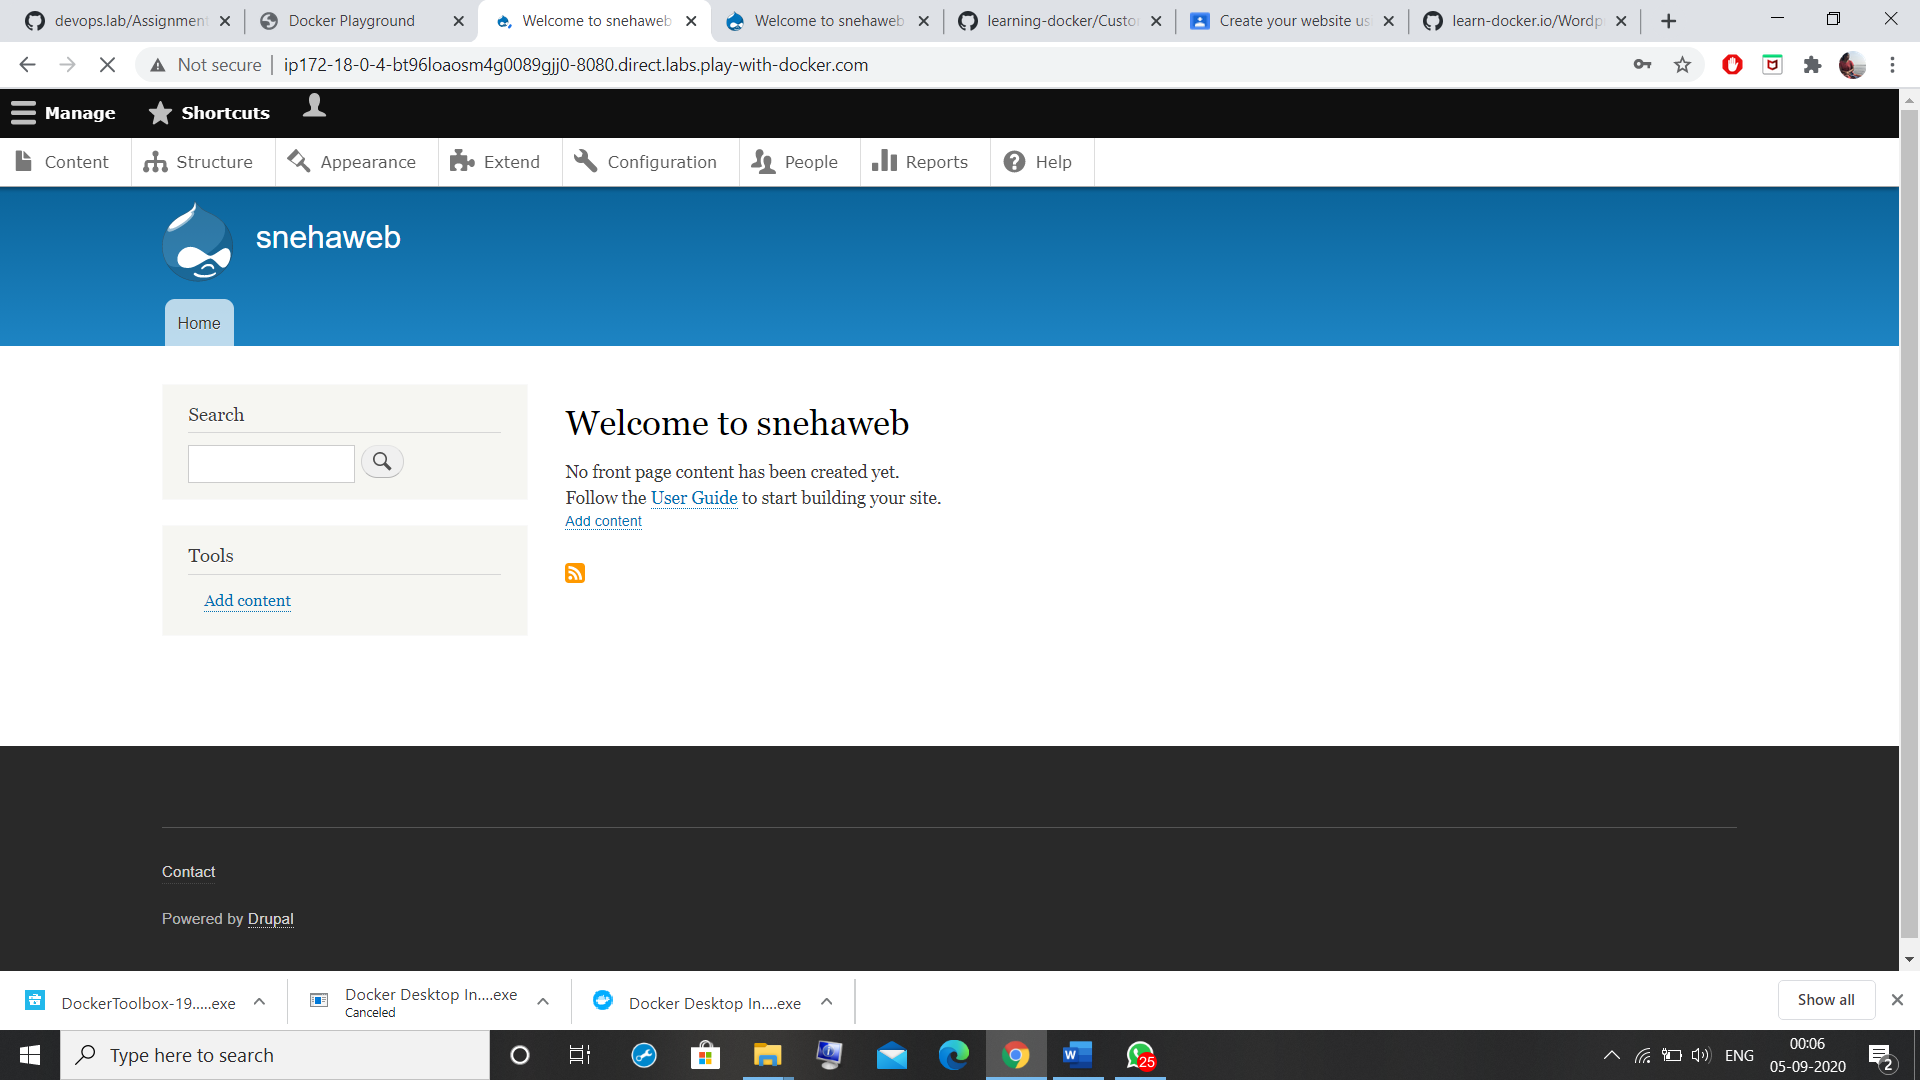 devops.lab/Assignment
Docker Playground
Welcome to snehaweb
Welcome to snehaweb
learning-docker/Custo
Create your website us
learn-docker.io/Wordp
Not secure
ip172-18-0-4-bt96loaosm4g0089gjj0-8080.direct.labs.play-with-docker.com
Manage
Shortcuts
Content
Structure
Appearance
Extend
Configuration
People
Reports
Help
snehaweb
Home
Search
Welcome to snehaweb
No front page content has been created yet.
Follow the User Guide to start building your site.
Add content
Tools
Add content
Contact
Powered by Drupal
DockerToolbox-19.....exe
Docker Desktop In....exe
Canceled
Docker Desktop In....exe
Show all
Type here to search
25
ENG
00:06
05-09-2020
2